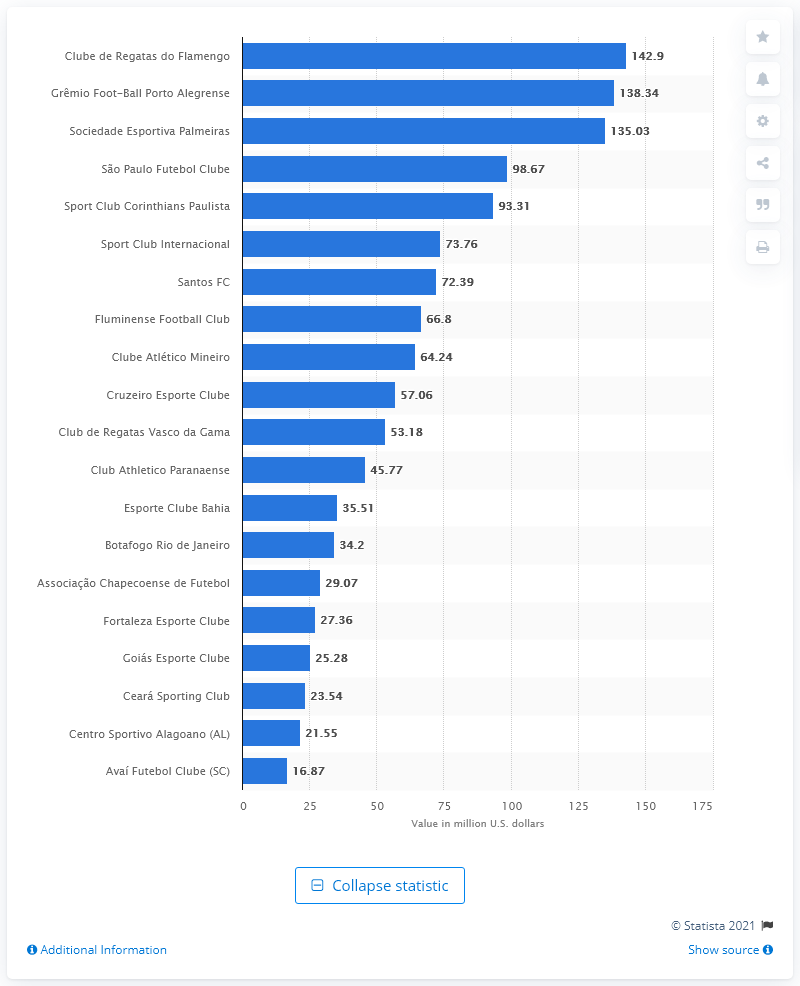 Clube de Regatas do Flamengo 142.9
Grêmio Foot-Ball Porto Alegrense 138.34
Sociedade Esportiva Palmeiras 135.03
São Paulo Futebol Clube 98.67
Sport Club Corinthians Paulista 93.31
Sport Club Internacional 73.76
Santos FC 72.39
Fluminense Football Club 66.8
Clube Atlético Mineiro 64.24
Cruzeiro Esporte Clube 57.06
Club de Regatas Vasco da Gama 53.18
Club Athletico Paranaense 45.77
Esporte Clube Bahia 35.51
Botafogo Rio de Janeiro 34.2
Associação Chapecoense de Futebol 29.07
Fortaleza Esporte Clube 27.36
Goiás Esporte Clube 25.28
Ceará Sporting Club 23.54
Centro Sportivo Alagoano (AL) 21.55
Avaí Futebol Clube (SC) 16.87
0 25 50 75 100 125 150 175
Value in million U.S. dollars
Collapse statistic
© Statista 2021
Additional Information Show source